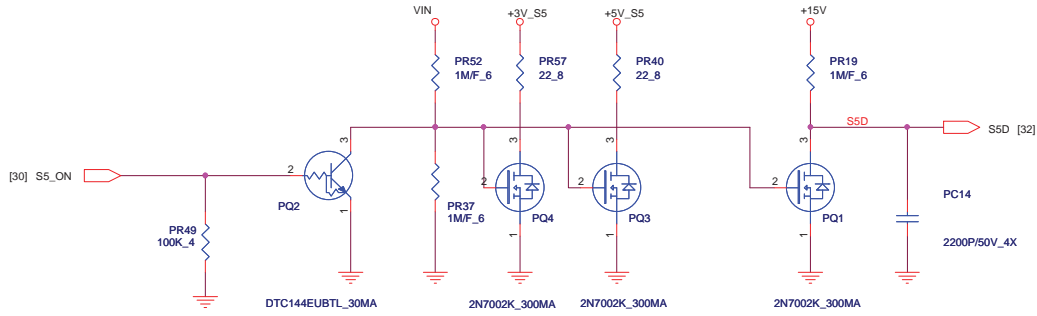 VIN
+3V_S5
+5V_S5
+15V
PR52
1M/F_6
PR57
22_8
PR40
22_8
PR19
1M/F_6
S5D
S5D [32]
[30] S5_ON
2
3
1
PQ2
PR49
100K_4
PR37
1M/F_6
2
3
1
PQ4
2
3
1
PQ3
2
3
1
PQ1
PC14
2200P/50V_4X
DTC144EUBTL_30MA
2N7002K_300MA
2N7002K_300MA
2N7002K_300MA